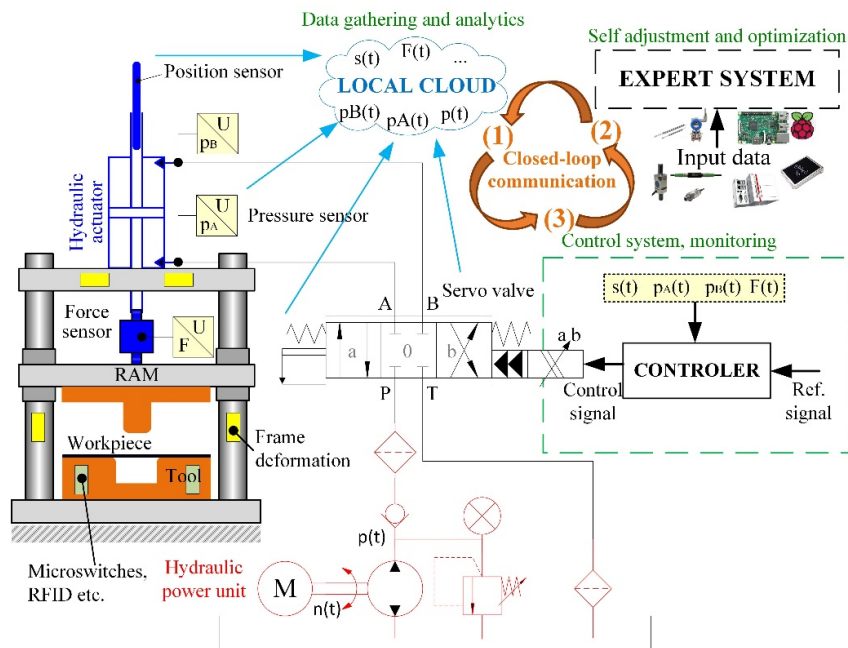 Data gathering and analytics
Self adjustment and optimization
s(t) F(t) ...
LOCAL CLOUD
pB(t) pA(t) p(t)
EXPERT SYSTEM
Position sensor
U
pB
(1)
(2)
Closed-loop
communication
(3)
Input data
Hydraulic
actuator
U
pA
Pressure sensor
Control system, monitoring
s(t) pA(t) pB(t) F(t)
Servo valve
A B
Force
sensor
U
F
a 0 b
a b
CONTROLER
Control
signal
Ref.
signal
RAM
P T
Workpiece
Frame
deformation
Tool
p(t)
Microswitches,
RFID etc.
Hydraulic
power unit
M
n(t)